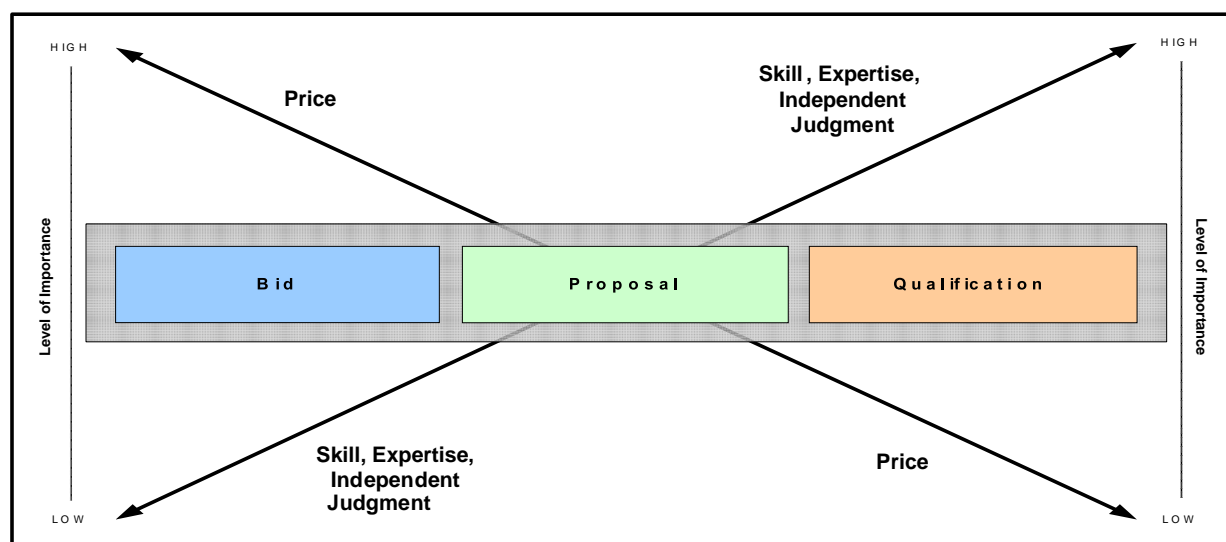 HIGH
HIGH
Price
Skill, Expertise,
Independent
Judgment
Level of Importance
Level of Importance
Bid
Proposal
Qualification
Skill, Expertise,
Independent
Judgment
Price
LOW
LOW